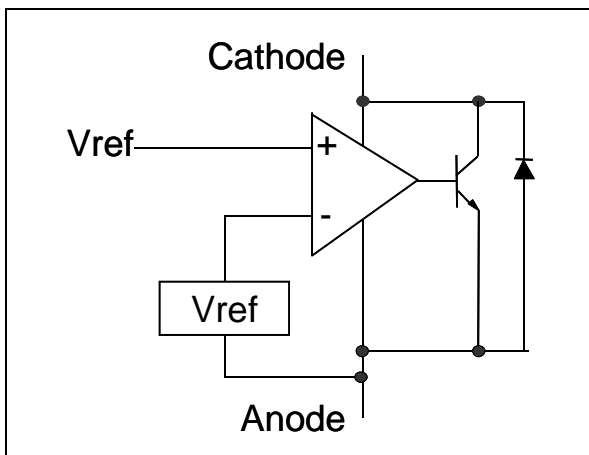 Cathode
Vref
+
-
Vref
Anode